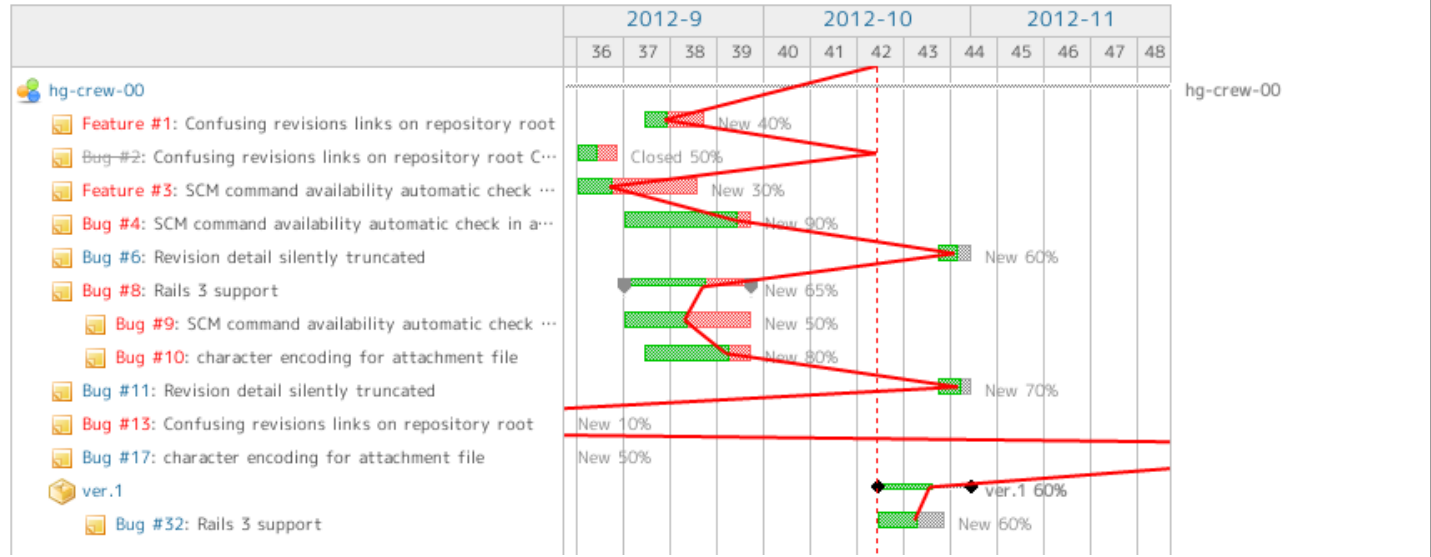 2012-9 2012-10 2012-11
36 37 38 39 40 41 42 43 44 45 46 47 48
hg-crew-00 hg-crew-00
Feature #1: Confusing revisions links on repository root New 40%
Bug #2: Confusing revisions links on repository root C… Closed 50%
Feature #3: SCM command availability automatic check … New 30%
Bug #4: SCM command availability automatic check in a… New 90%
Bug #6: Revision detail silently truncated New 60%
Bug #8: Rails 3 support New 65%
Bug #9: SCM command availability automatic check … New 50%
Bug #10: character encoding for attachment file New 80%
Bug #11: Revision detail silently truncated New 70%
Bug #13: Confusing revisions links on repository root New 10%
Bug #17: character encoding for attachment file New 50%
ver.1 ver.1 60%
Bug #32: Rails 3 support New 60%